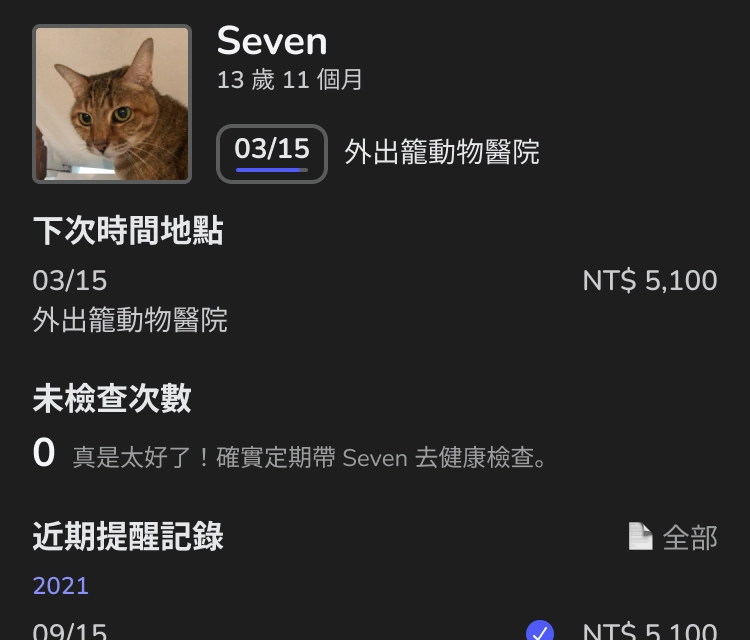 Seven
13 歲 11 個月
03/15 外出籠動物醫院
下次時間地點
03/15 NT$ 5,100
外出籠動物醫院
未檢查次數
0 真是太好了！確實定期帶 Seven 去健康檢查。
近期提醒記錄 全部
2021
09/15 NT$ 5,100